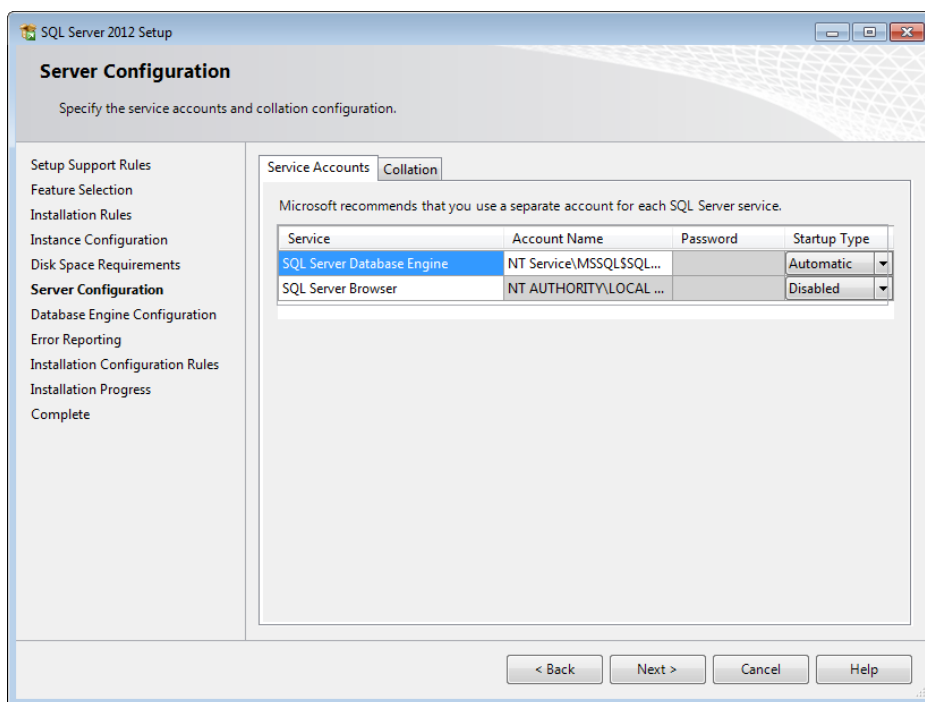 SQL Server 2012 Setup
Server Configuration
Specify the service accounts and collation configuration.
Setup Support Rules
Feature Selection
Installation Rules
Instance Configuration
Disk Space Requirements
Server Configuration
Database Engine Configuration
Error Reporting
Installation Configuration Rules
Installation Progress
Complete
Service Accounts Collation
Microsoft recommends that you use a separate account for each SQL Server service.
Service Account Name Password Startup Type
SQL Server Database Engine NT Service\MSSQL$SQL... Automatic
SQL Server Browser NT AUTHORITY\LOCAL ... Disabled
< Back Next > Cancel Help